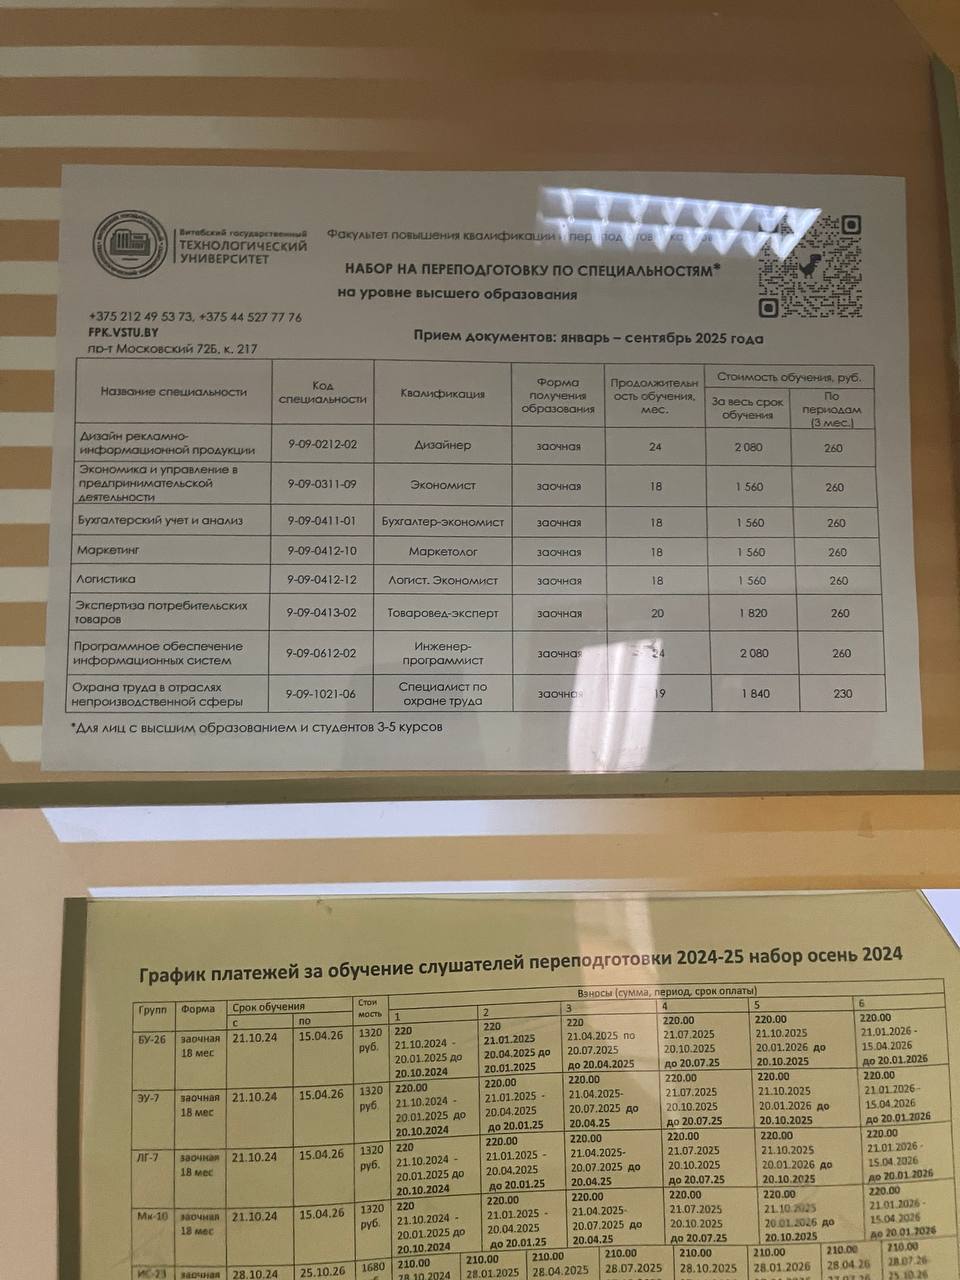 Витебский государственный
ТЕХНОЛОГИЧЕСКИЙ
УНИВЕРСИТЕТ
Факультет повышения квалификации и
НАБОР НА ПЕРЕПОДГОТОВКУ ПО СПЕЦИАЛЬНОСТЯМ*
на уровне высшего образования
+375 212 49 53 73, +375 44 527 77 76
FPK.VSTU.BY
пр-т Московский 72Б, к. 217
Прием документов: январь – сентябрь 2025 года
Название специальности
Код специальности
Квалификация
Форма получения образования
Продолжительн ость обучения, мес.
Стоимость обучения, руб.
За весь срок обучения
По периодам (3 мес.)
Дизайн рекламно-информационной продукции 9-09-0212-02 Дизайнер заочная 24 2 080 260
Экономика и управление в предпринимательской деятельности 9-09-0311-09 Экономист заочная 18 1 560 260
Бухгалтерский учет и анализ 9-09-0411-01 Бухгалтер-экономист заочная 18 1 560 260
Маркетинг 9-09-0412-10 Маркетолог заочная 18 1 560 260
Логистика 9-09-0412-12 Логист. Экономист заочная 18 1 560 260
Экспертиза потребительских товаров 9-09-0413-02 Товаровед-эксперт заочная 20 1 820 260
Программное обеспечение информационных систем 9-09-0612-02 Инженер-программист заочная 24 2 080 260
Охрана труда в отраслях непроизводственной сферы 9-09-1021-06 Специалист по охране труда заочная 19 1 840 230
*Для лиц с высшим образованием и студентов 3-5 курсов
График платежей за обучение слушателей переподготовки 2024-25 набор осень 2024
Групп Форма Срок обучения Стои мость Взносы (сумма, период, срок оплаты)
с по 1 2 3 4 5 6
БУ-26 заочная 21.10.24 15.04.26 1320 220 220 220 220.00 220.00 220.00
18 мес руб. 21.10.2024 - 21.01.2025 21.04.2025 по 21.07.2025 21.10.2025 21.01.2026 -
20.01.2025 до 20.04.2025 до 20.07.2025 20.10.2025 20.01.2026 до 15.04.2026
20.10.2024 20.01.2025 до 20.04.2025 до 20.07.25 20.10.2025 до 20.01.2026
ЭУ-7 заочная 21.10.24 15.04.26 1320 220.00 220.00 220.00 220.00 220.00 220.00
18 мес руб. 21.10.2024 - 21.01.2025 - 21.04.2025- 21.07.2025 21.10.2025 21.01.2026 -
20.01.2025 до 20.04.2025 20.07.2025 до 20.10.2025 20.01.2026 до 15.04.2026
20.10.2024 до 20.01.25 20.04.25 до 20.07.25 20.10.2025 до 20.01.2026
ЛГ-7 заочная 21.10.24 15.04.26 1320 220 220.00 220.00 220.00 220.00 220.00
18 мес руб. 21.10.2024 - 21.01.2025 - 21.04.2025- 21.07.2025 21.10.2025 21.01.2026 -
20.01.2025 до 20.04.2025 20.07.2025 до 20.10.2025 20.01.2026 до 15.04.2026
20.10.2024 до 20.01.25 20.04.25 до 20.07.25 20.10.2025 до 20.01.2026
Мк-10 заочная 21.10.24 15.04.26 1320 220 220.00 220.00 220.00 220.00 220.00
18 мес руб. 21.10.2024 - 21.01.2025 - 21.04.2025- 21.07.2025 21.10.2025 21.01.2026 -
20.01.2025 до 20.04.2025 20.07.2025 до 20.10.2025 20.01.2026 до 15.04.2026
20.10.2024 до 20.01.25 20.04.25 до 20.07.25 20.10.2025 до 20.01.2026
ИС-23 заочная 28.10.24 25.10.26 1680 210.00 210.00 210.00 210.00 210.00 210.00 210.00 210.00
28.10.2024 28.01.2025 28.04.2025 28.07.2025 28.10.2025 28.01.2026 28.04.26 28.07.26